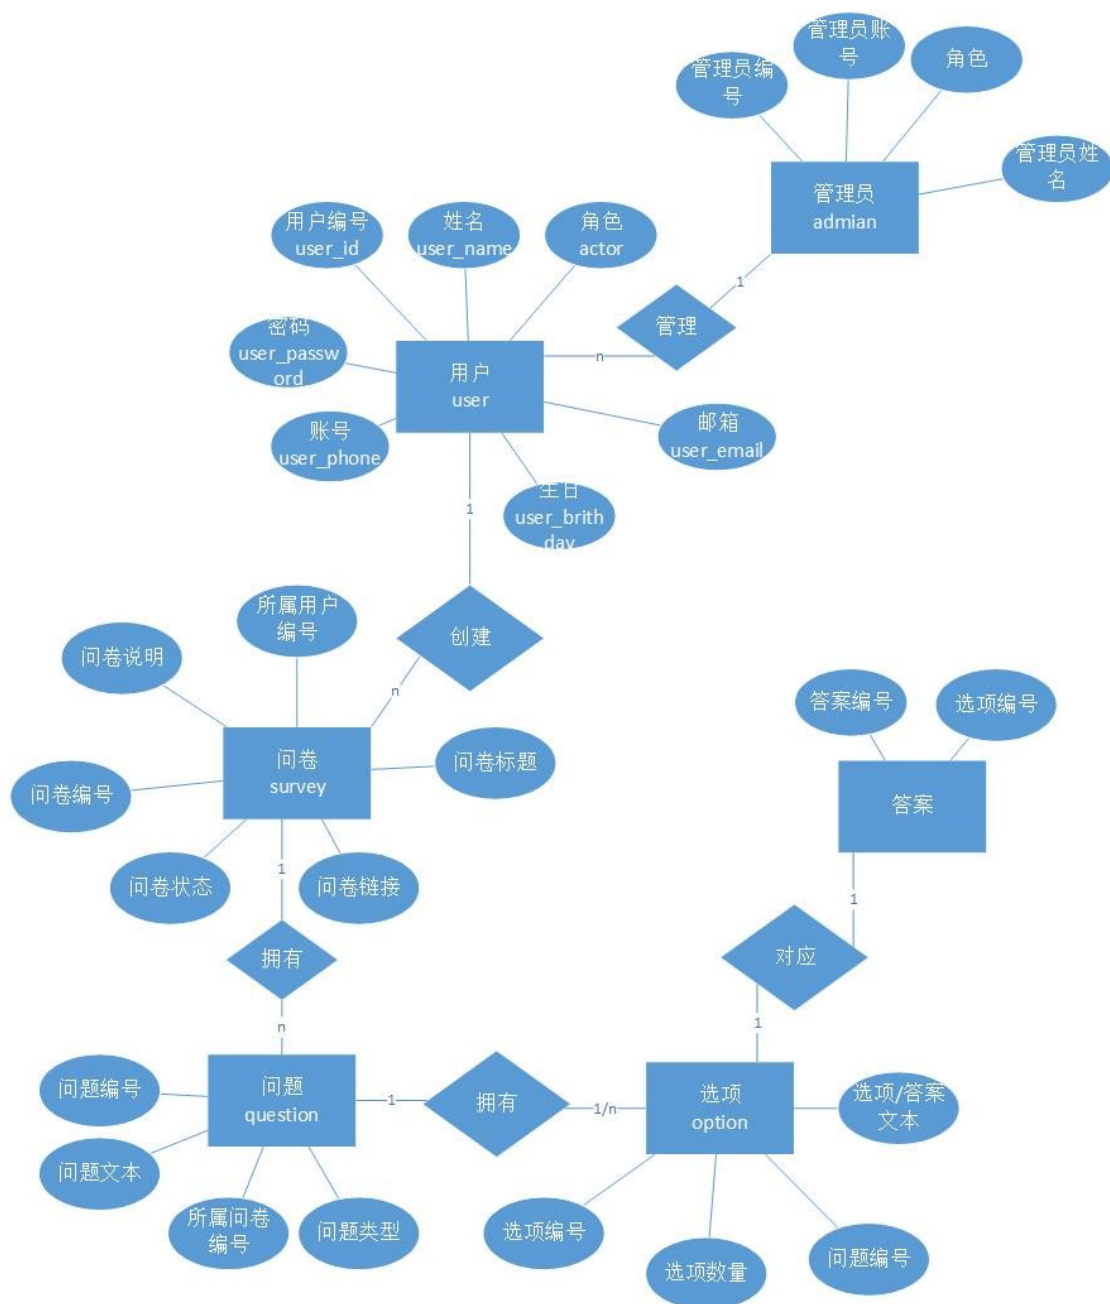 管理员账
号
管理员编
号
角色
管理员姓
名
管理员
admian
用户编号
user_id
姓名
user_name
角色
actor
1
管理
n
密码
user_passw
ord
用户
user
账号
user_phone
邮箱
user_email
生日
user_brith
day
1
所属用户
编号
创建
问卷说明
n
答案编号
选项编号
问卷
survey
问卷标题
问卷编号
答案
1
问卷状态
问卷链接
1
拥有
对应
n
1
问题编号
问题
question
1
拥有
1/n
选项
option
选项/答案
文本
问题文本
所属问卷
编号
问题类型
选项编号
选项数量
问题编号